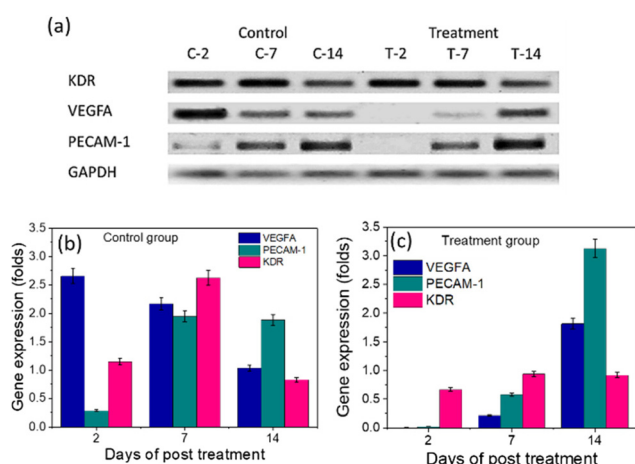 (a)
Control Treatment
C-2 C-7 C-14 T-2 T-7 T-14
KDR
VEGFA
PECAM-1
GAPDH
(b) Control group
VEGFA
PECAM-1
KDR
Gene expression (folds)
3.5
3.0
2.5
2.0
1.5
1.0
0.5
0.0
2 7 14
Days of post treatment
(c) Treatment group
VEGFA
PECAM-1
KDR
Gene expression (folds)
3.5
3.0
2.5
2.0
1.5
1.0
0.5
0.0
2 7 14
Days of post treatment